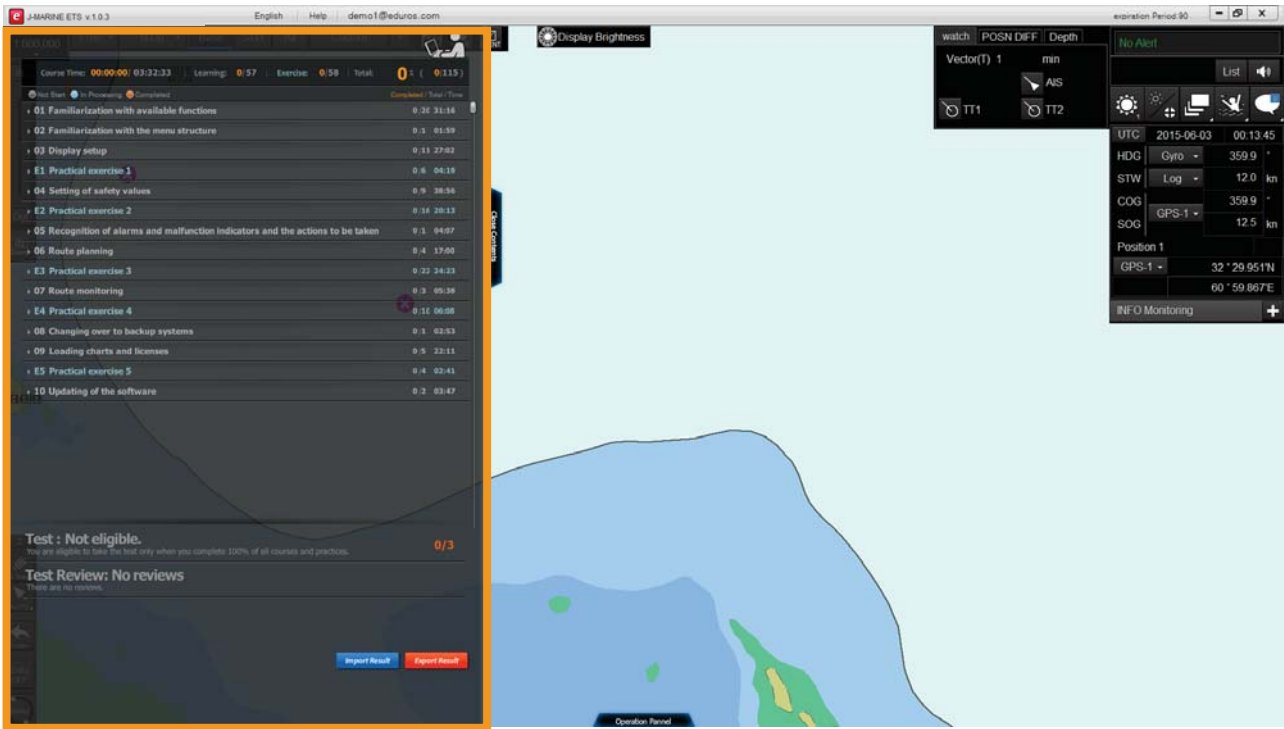 J-MARINE ETS v.1.0.3 English Help demo1@eduros.com expiration Period:90
1:000,000
Display Brightness
Course Time: 00:00:00/ 03:32:33 Learning: 0/57 Exercise: 0/58 Total: 0 % ( 0/115)
Not Start In Processing Completed Completed / Total / Time
01 Familiarization with available functions 31:16
02 Familiarization with the menu structure 0/1 01:59
03 Display setup 0/11 27:02
E1 Practical exercise 1 0/6 04:19
04 Setting of safety values 0/9 38:56
E2 Practical exercise 2 0/16 20:13
05 Recognition of alarms and malfunction indicators and the actions to be taken 0/1 04:07
06 Route planning 0/4 17:00
E3 Practical exercise 3 0/22 24:23
07 Route monitoring 0/3 05:38
E4 Practical exercise 4 0/10 06:08
08 Changing over to backup systems 0/1 02:53
09 Loading charts and licenses 0/5 22:11
E5 Practical exercise 5 0/4 02:41
10 Updating of the software 0/2 03:47
Test : Not eligible. 0/3
You are eligible to take the test only when you complete 100% of all courses and practices.
Test Review: No reviews
There are no reviews.
Import Result Export Result
Close Contents
Operation Pannel
watch POSN DIFF Depth
Vector(T) 1 min
AIS
TT1 TT2
No Alert
List
UTC 2015-06-03 00:13:45
HDG Gyro 359.9 °
STW Log 12.0 kn
COG 359.9 °
GPS-1
SOG 12.5 kn
Position 1
GPS-1 32 ° 29.951'N
60 ° 59.867'E
INFO Monitoring